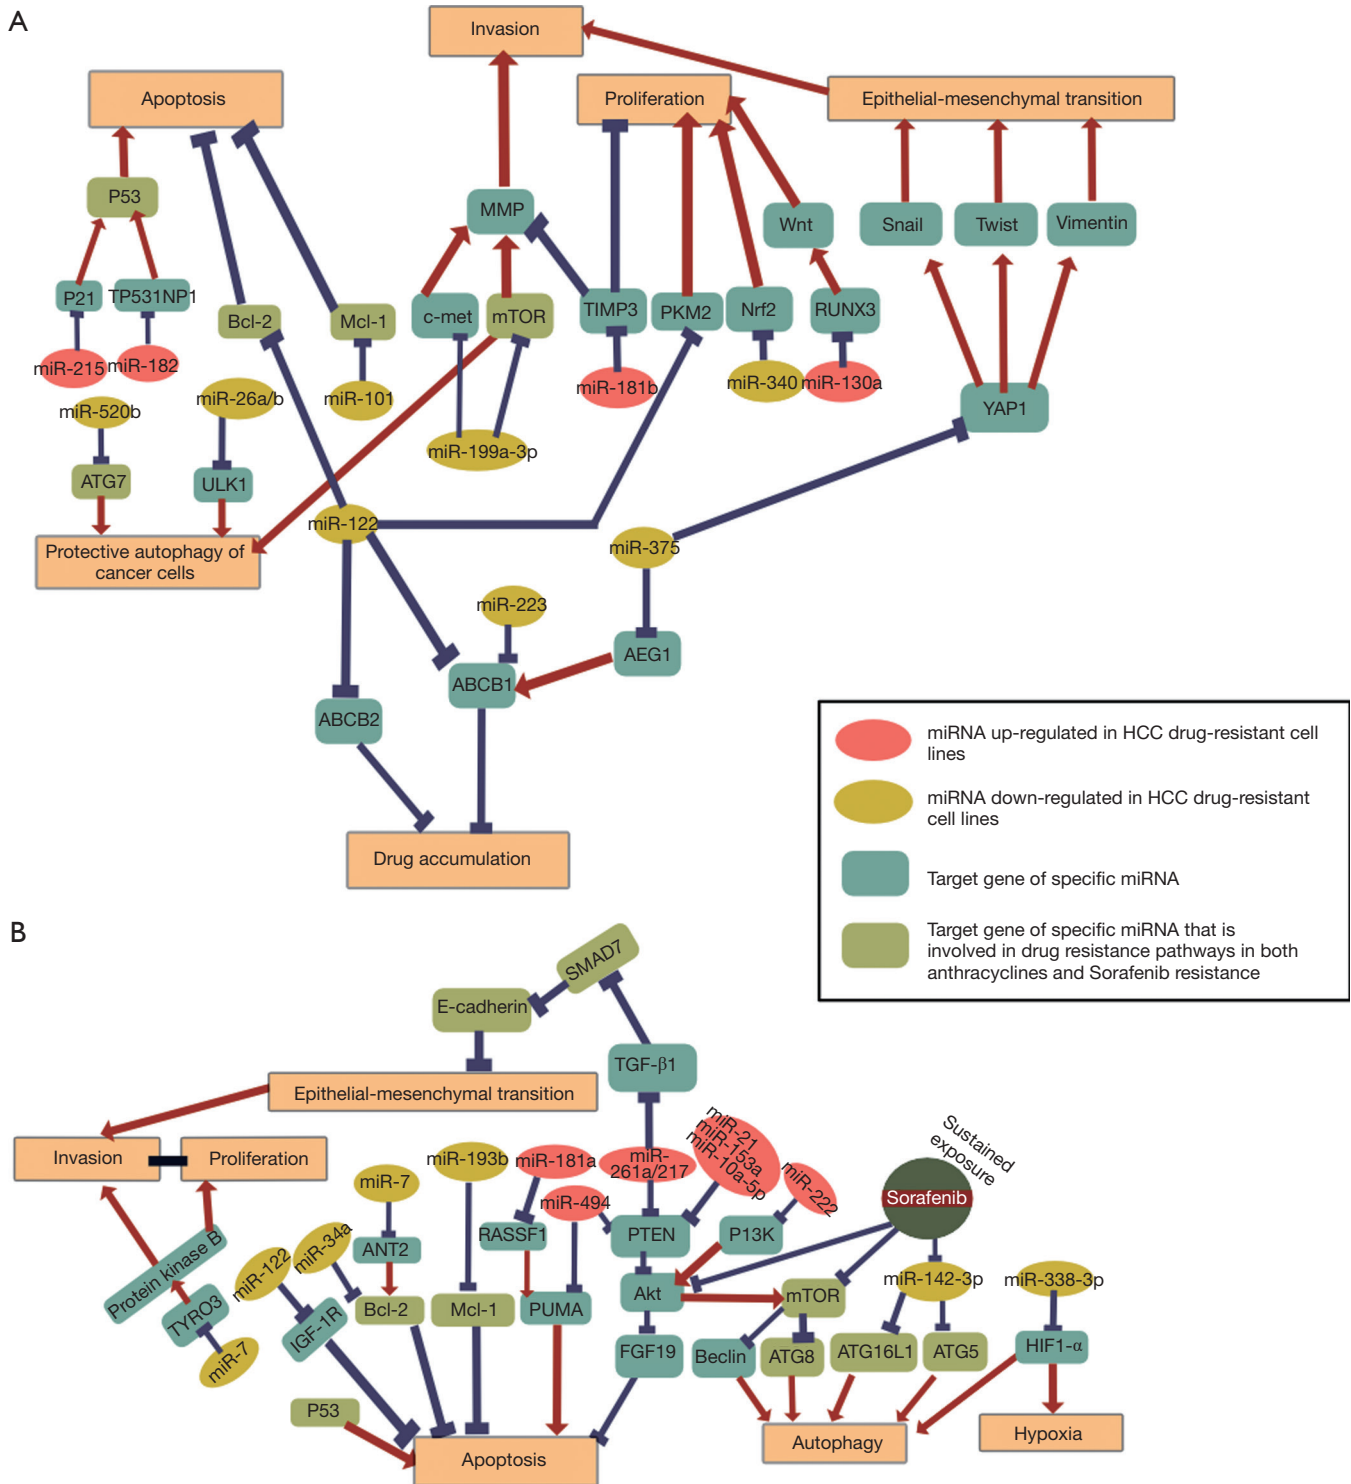 A
Invasion
Apoptosis
Proliferation
Epithelial-mesenchymal transition
P53
MMP
Wnt
Snail
Twist
Vimentin
P21
TP531NP1
Bcl-2
Mcl-1
c-met
mTOR
TIMP3
PKM2
Nrf2
RUNX3
miR-215
miR-182
miR-26a/b
miR-101
miR-181b
miR-340
miR-130a
miR-520b
YAP1
miR-199a-3p
ATG7
ULK1
miR-122
miR-375
Protective autophagy of
cancer cells
miR-223
AEG1
ABCB1
ABCB2
Drug accumulation
miRNA up-regulated in HCC drug-resistant cell
lines
miRNA down-regulated in HCC drug-resistant
cell lines
Target gene of specific miRNA
Target gene of specific miRNA that is
involved in drug resistance pathways in both
anthracyclines and Sorafenib resistance
B
SMAD7
E-cadherin
TGF-β1
Epithelial-mesenchymal transition
Invasion
Proliferation
miR-193b
miR-181a
miR-
261a/217
miR-21
miR-153a
miR-10a-5p
miR-222
Sustained
exposure
Sorafenib
miR-7
miR-494
miR-34a
ANT2
RASSF1
PTEN
P13K
Protein kinase B
miR-122
miR-142-3p
miR-338-3p
TYRO3
IGF-1R
Bcl-2
Mcl-1
PUMA
Akt
mTOR
miR-7
FGF19
Beclin
ATG8
ATG16L1
ATG5
HIF1-α
P53
Apoptosis
Autophagy
Hypoxia